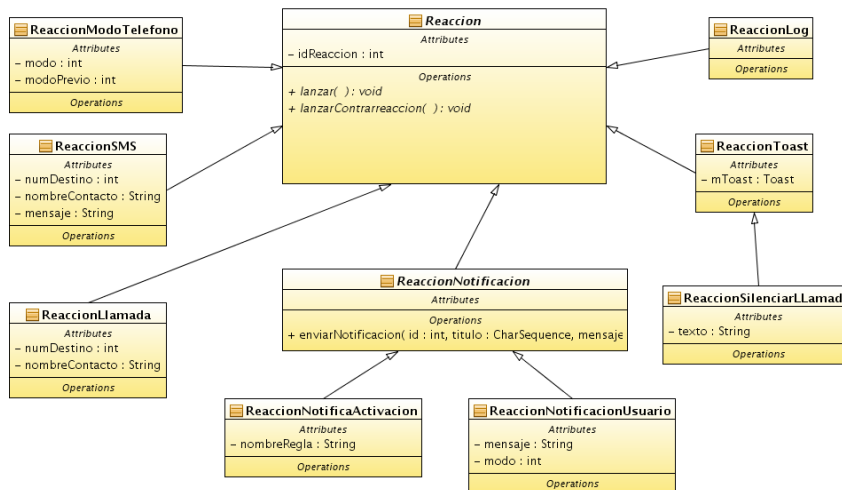 ReaccionModoTelefono
Attributes
– modo : int
– modoPrevio : int
Operations
Reaccion
Attributes
– idReaccion : int
Operations
+ lanzar( ) : void
+ lanzarContrarreaccion( ) : void
ReaccionLog
Attributes
Operations
ReaccionSMS
Attributes
– numDestino : int
– nombreContacto : String
– mensaje : String
Operations
ReaccionToast
Attributes
– mToast : Toast
Operations
ReaccionLlamada
Attributes
– numDestino : int
– nombreContacto : String
Operations
ReaccionNotificacion
Attributes
Operations
+ enviarNotificacion( id : int, titulo : CharSequence, mensaje
ReaccionSilenciarLLamad
Attributes
– texto : String
Operations
ReaccionNotificaActivacion
Attributes
– nombreRegla : String
Operations
ReaccionNotificacionUsuario
Attributes
– mensaje : String
– modo : int
Operations